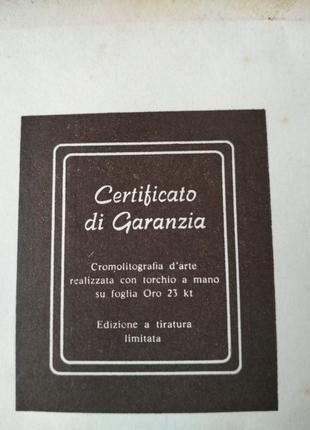 Certificato
di Garanzia
Cromolitografia d'arte
realizzata con torchio a mano
su foglia Oro 23 kt
Edizione a tiratura
limitata